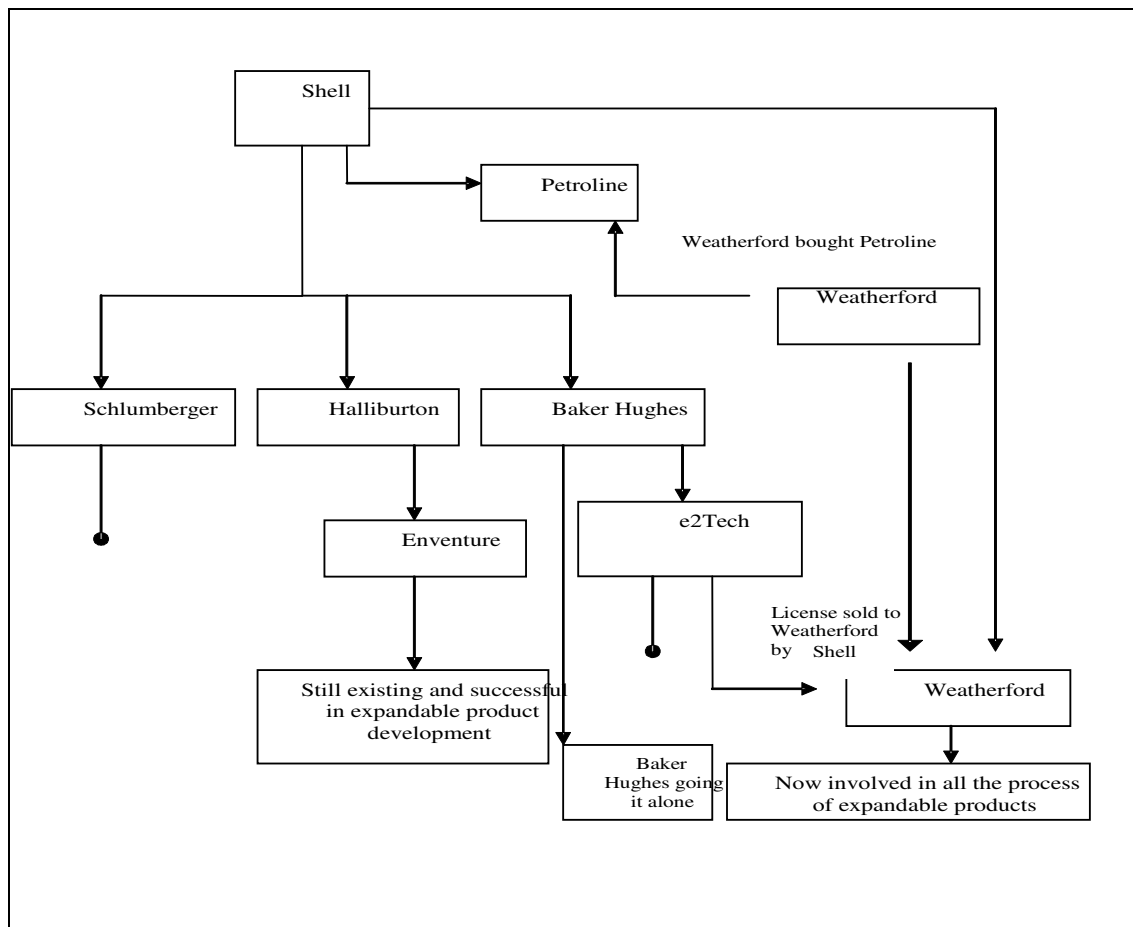 Shell
Petroline
Weatherford bought Petroline
Weatherford
Schlumberger
Halliburton
Baker Hughes
e2Tech
Enventure
License sold to
Weatherford
by Shell
Still existing and successful
in expandable product
development
Weatherford
Baker
Hughes going
it alone
Now involved in all the process
of expandable products